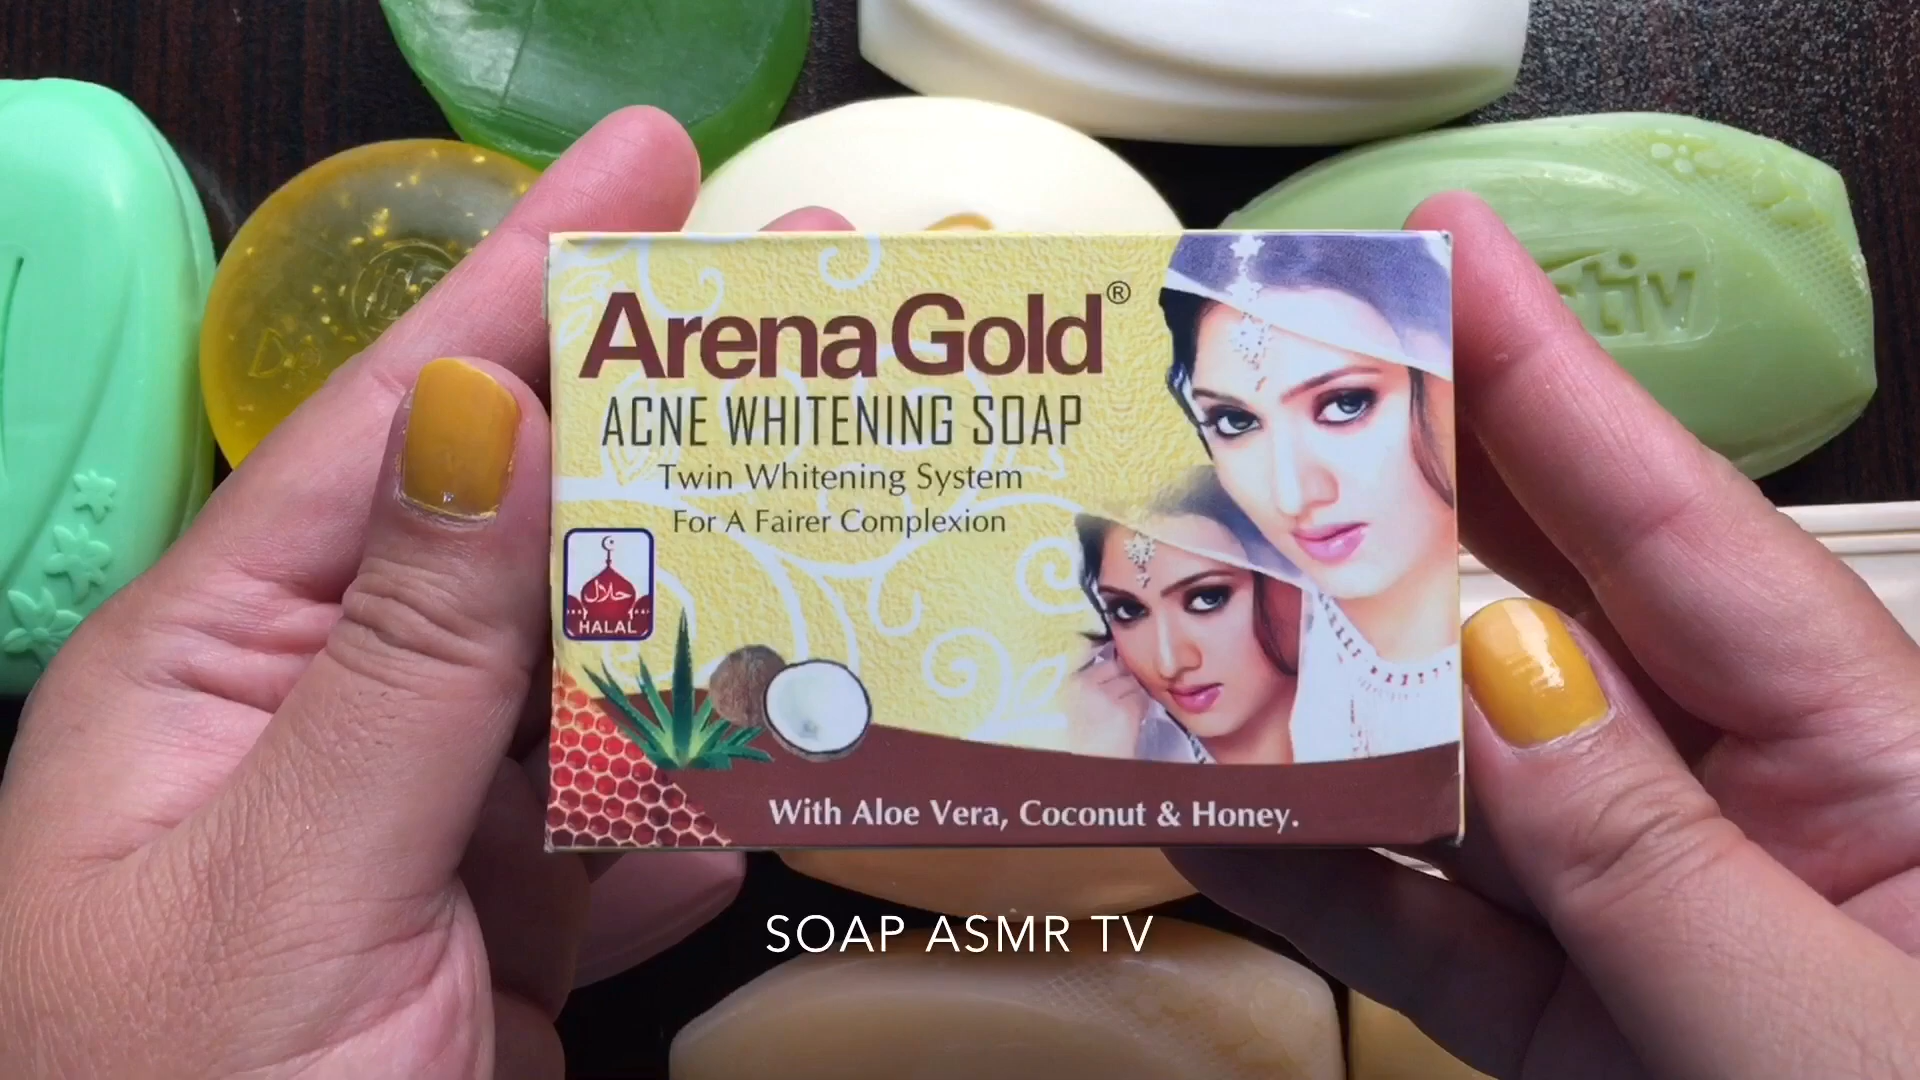 Arena Gold®
ACNE WHITENING SOAP
Twin Whitening System
For A Fairer Complexion
حلال
HALAL
With Aloe Vera, Coconut & Honey.
SOAP ASMR TV